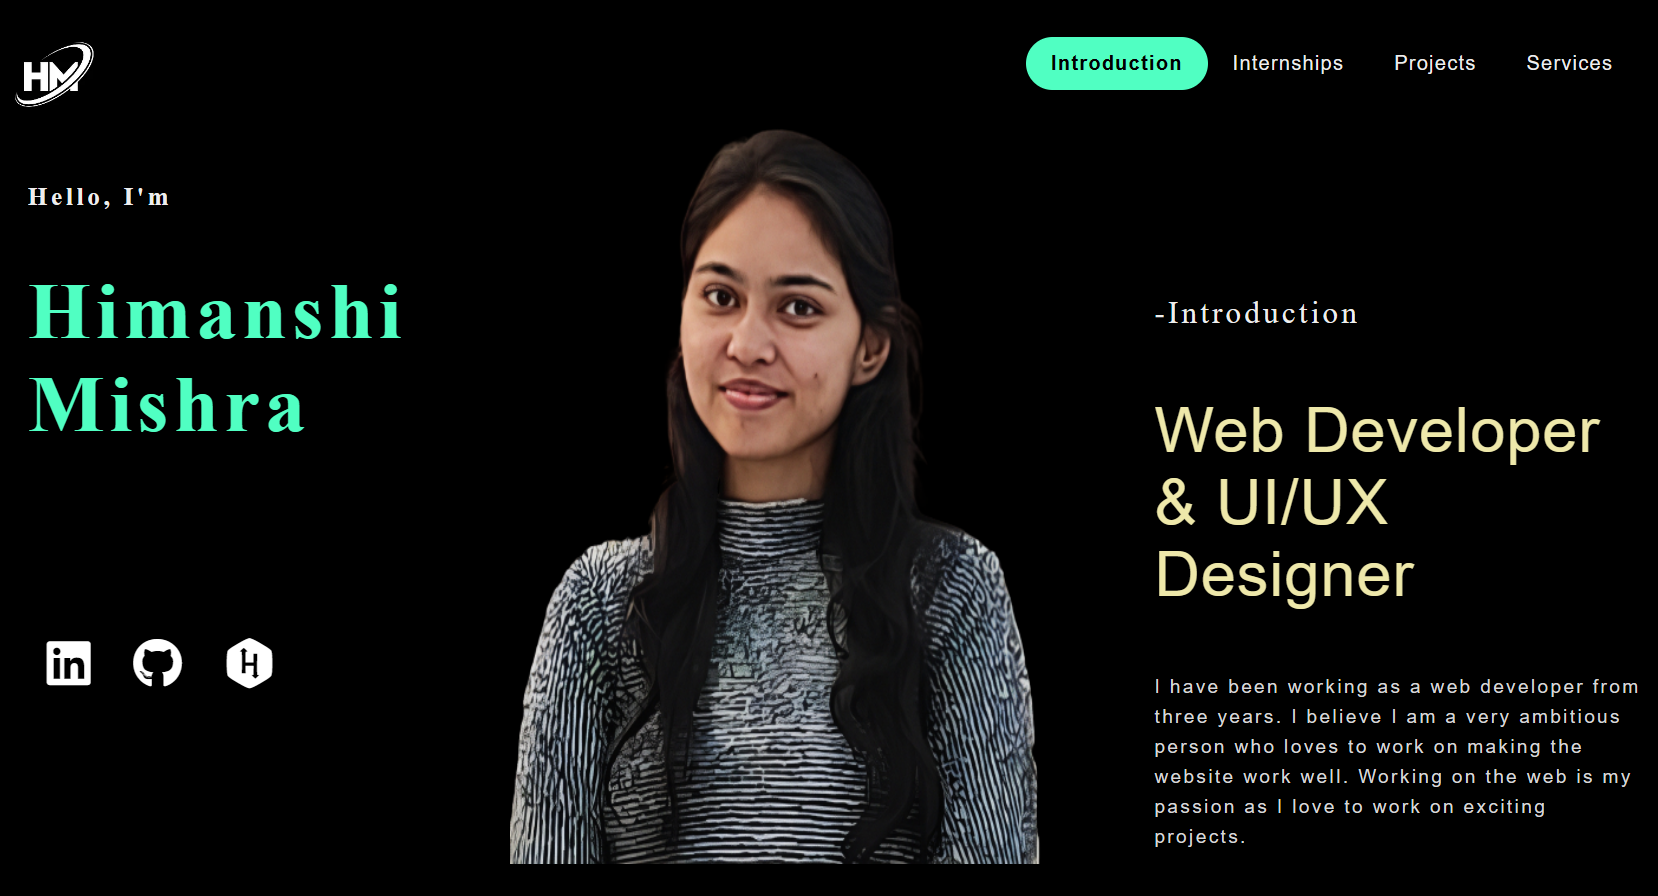 HM
Introduction Internships Projects Services
Hello, I'm
Himanshi
Mishra
-Introduction
Web Developer
& UI/UX
Designer
I have been working as a web developer from
three years. I believe I am a very ambitious
person who loves to work on making the
website work well. Working on the web is my
passion as I love to work on exciting
projects.
in
H